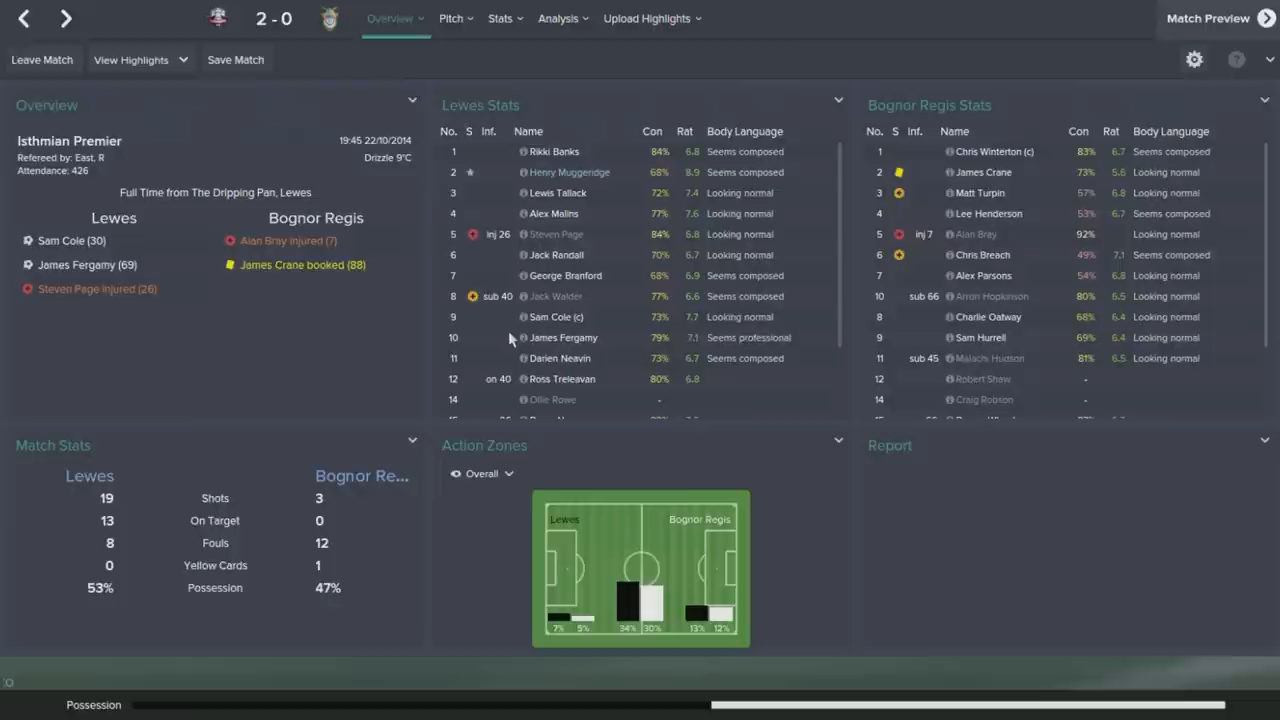 2 - 0
Overview Pitch Stats Analysis Upload Highlights
Match Preview
Leave Match View Highlights Save Match
?
Overview
Isthmian Premier 19:45 22/10/2014
Refereed by: East, R Drizzle 9°C
Attendance: 426
Full Time from The Dripping Pan, Lewes
Lewes Bognor Regis
Sam Cole (30) Alan Bray injured (7)
James Fergamy (69) James Crane booked (88)
Steven Page injured (26)
Lewes Stats
No. S Inf. Name Con Rat Body Language
1 Rikki Banks 84% 6.8 Seems composed
2 Henry Muggeridge 68% 8.9 Seems composed
3 Lewis Tallack 72% 7.4 Looking normal
4 Alex Malins 77% 7.6 Looking normal
5 inj 26 Steven Page 84% 6.8 Looking normal
6 Jack Randall 70% 6.7 Looking normal
7 George Branford 68% 6.9 Seems composed
8 sub 40 Jack Walder 77% 6.6 Seems composed
9 Sam Cole (c) 73% 7.7 Looking normal
10 James Fergamy 79% 7.1 Seems professional
11 Darien Neavin 73% 6.7 Seems composed
12 on 40 Ross Treleavan 80% 6.8
14 Ollie Rowe -
Bognor Regis Stats
No. S Inf. Name Con Rat Body Language
1 Chris Winterton (c) 83% 6.7 Seems composed
2 James Crane 73% 5.6 Looking normal
3 Matt Turpin 57% 6.8 Looking normal
4 Lee Henderson 53% 6.7 Seems composed
5 inj 7 Alan Bray 92% Looking normal
6 Chris Breach 49% 7.1 Seems composed
7 Alex Parsons 54% 6.8 Looking normal
10 sub 66 Arron Hopkinson 80% 6.5 Looking normal
8 Charlie Oatway 68% 6.4 Looking normal
9 Sam Hurrell 69% 6.4 Looking normal
11 sub 45 Malachi Hudson 81% 6.5 Looking normal
12 Robert Shaw -
14 Craig Robson -
Match Stats
Lewes Bognor Re...
19 Shots 3
13 On Target 0
8 Fouls 12
0 Yellow Cards 1
53% Possession 47%
Action Zones
Overall
Lewes Bognor Regis
7% 5% 34% 30% 13% 12%
Report
Possession